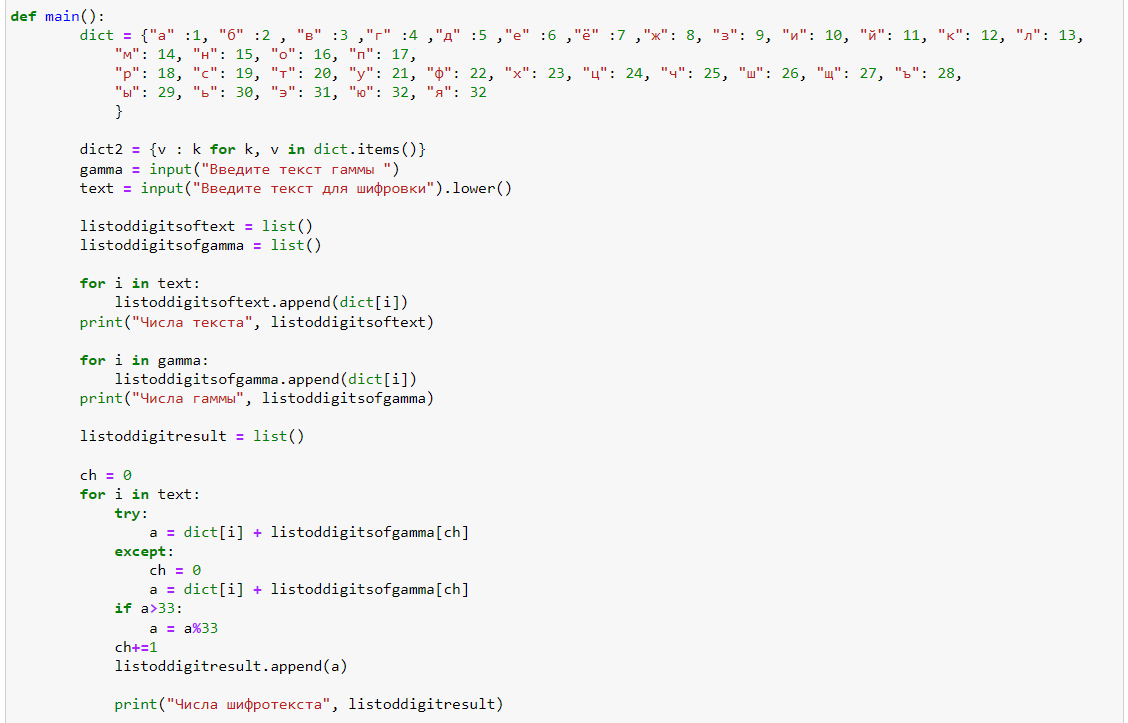 def main():
dict = {"а" :1, "б" :2 , "в" :3 ,"г" :4 ,"д" :5 ,"е" :6 ,"ё" :7 ,"ж": 8, "з": 9, "и": 10, "й": 11, "к": 12, "л": 13,
"м": 14, "н": 15, "о": 16, "п": 17,
"р": 18, "с": 19, "т": 20, "у": 21, "ф": 22, "х": 23, "ц": 24, "ч": 25, "ш": 26, "щ": 27, "ъ": 28,
"ы": 29, "ь": 30, "э": 31, "ю": 32, "я": 32
}
dict2 = {v : k for k, v in dict.items()}
gamma = input("Введите текст гаммы ")
text = input("Введите текст для шифровки").lower()
listoddigitsoftext = list()
listoddigitsofgamma = list()
for i in text:
listoddigitsoftext.append(dict[i])
print("Числа текста", listoddigitsoftext)
for i in gamma:
listoddigitsofgamma.append(dict[i])
print("Числа гаммы", listoddigitsofgamma)
listoddigitresult = list()
ch = 0
for i in text:
try:
a = dict[i] + listoddigitsofgamma[ch]
except:
ch = 0
a = dict[i] + listoddigitsofgamma[ch]
if a>33:
a = a%33
ch+=1
listoddigitresult.append(a)
print("Числа шифротекста", listoddigitresult)